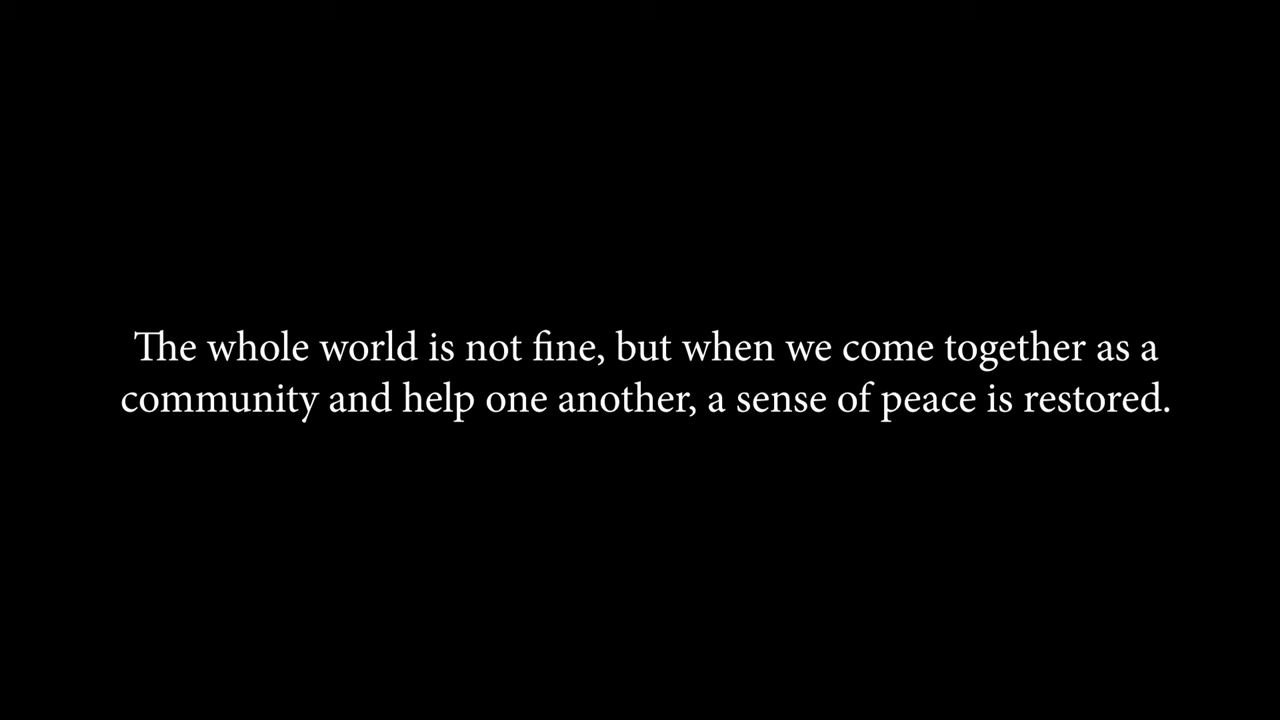 The whole world is not fine, but when we come together as a
community and help one another, a sense of peace is restored.